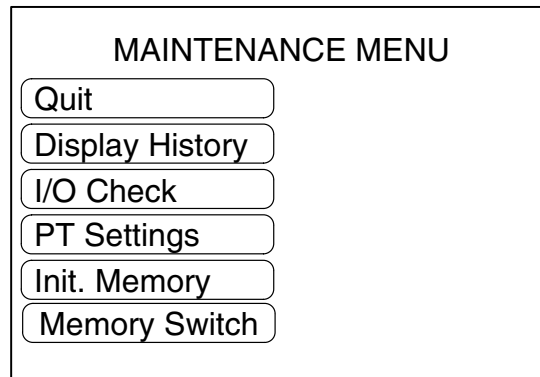 MAINTENANCE MENU
Quit
Display History
I/O Check
PT Settings
Init. Memory
Memory Switch